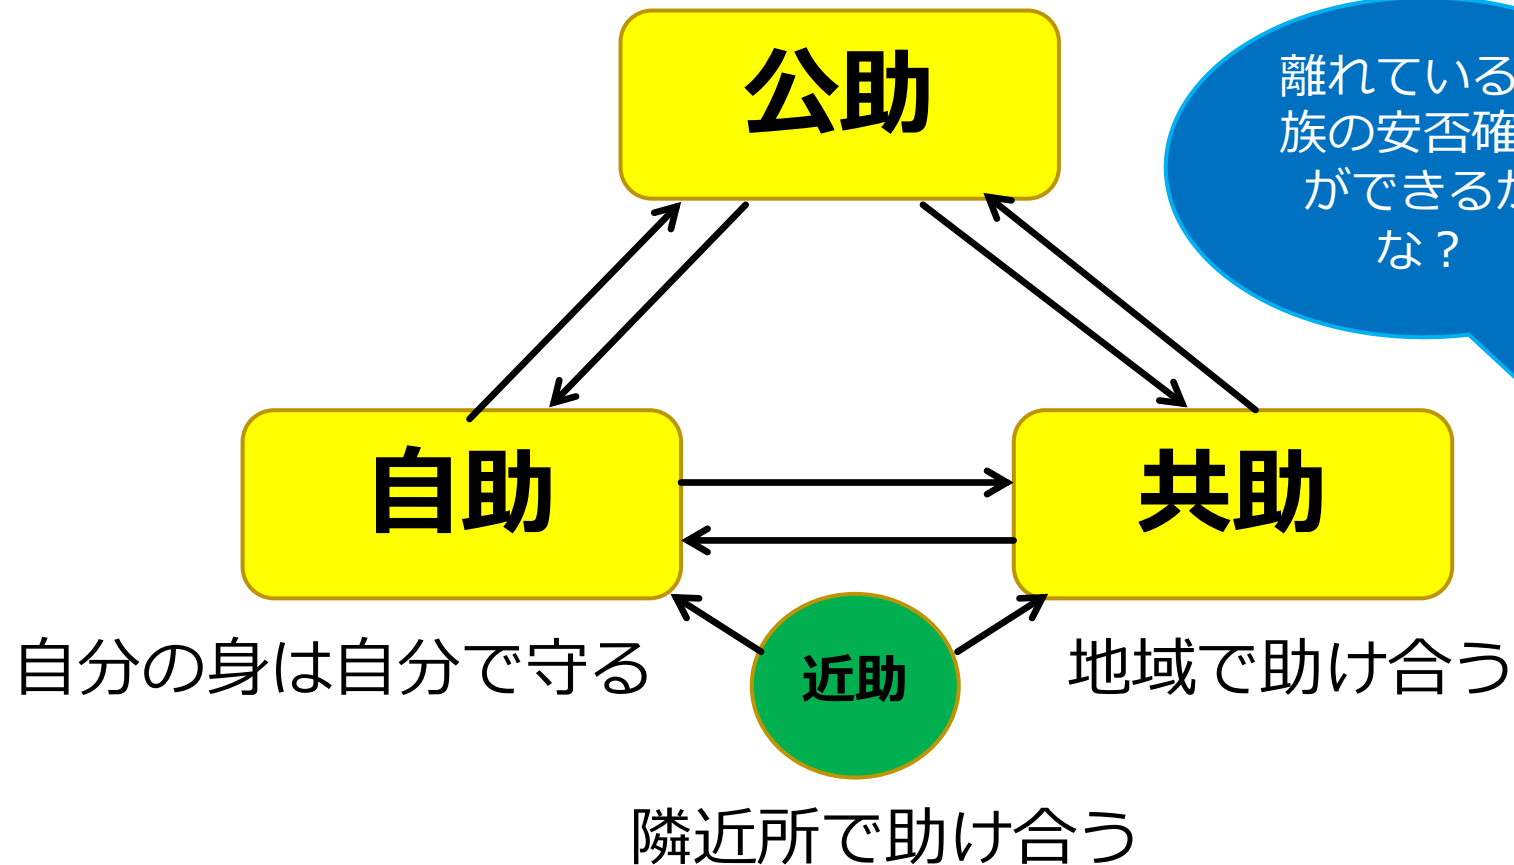 公助
離れている
族の安否確
ができるか
な？
自助
共助
自分の身は自分で守る
近助
地域で助け合う
隣近所で助け合う